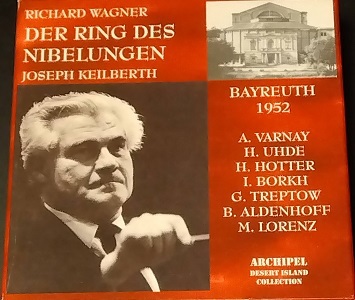 RICHARD WAGNER
DER RING DES
NIBELUNGEN
JOSEPH KEILBERTH
BAYREUTH
1952
A. VARNAY
H. UHDE
H. HOTTER
I. BORKH
G. TREPTOW
B. ALDENHOFF
M. LORENZ
ARCHIPEL
DESERT ISLAND
COLLECTION